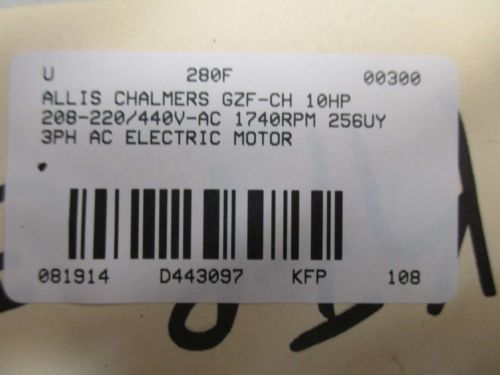 U 280F 00300
ALLIS CHALMERS GZF-CH 10HP
208-220/440V-AC 1740RPM 256UY
3PH AC ELECTRIC MOTOR
081914 D443097 KFP 108